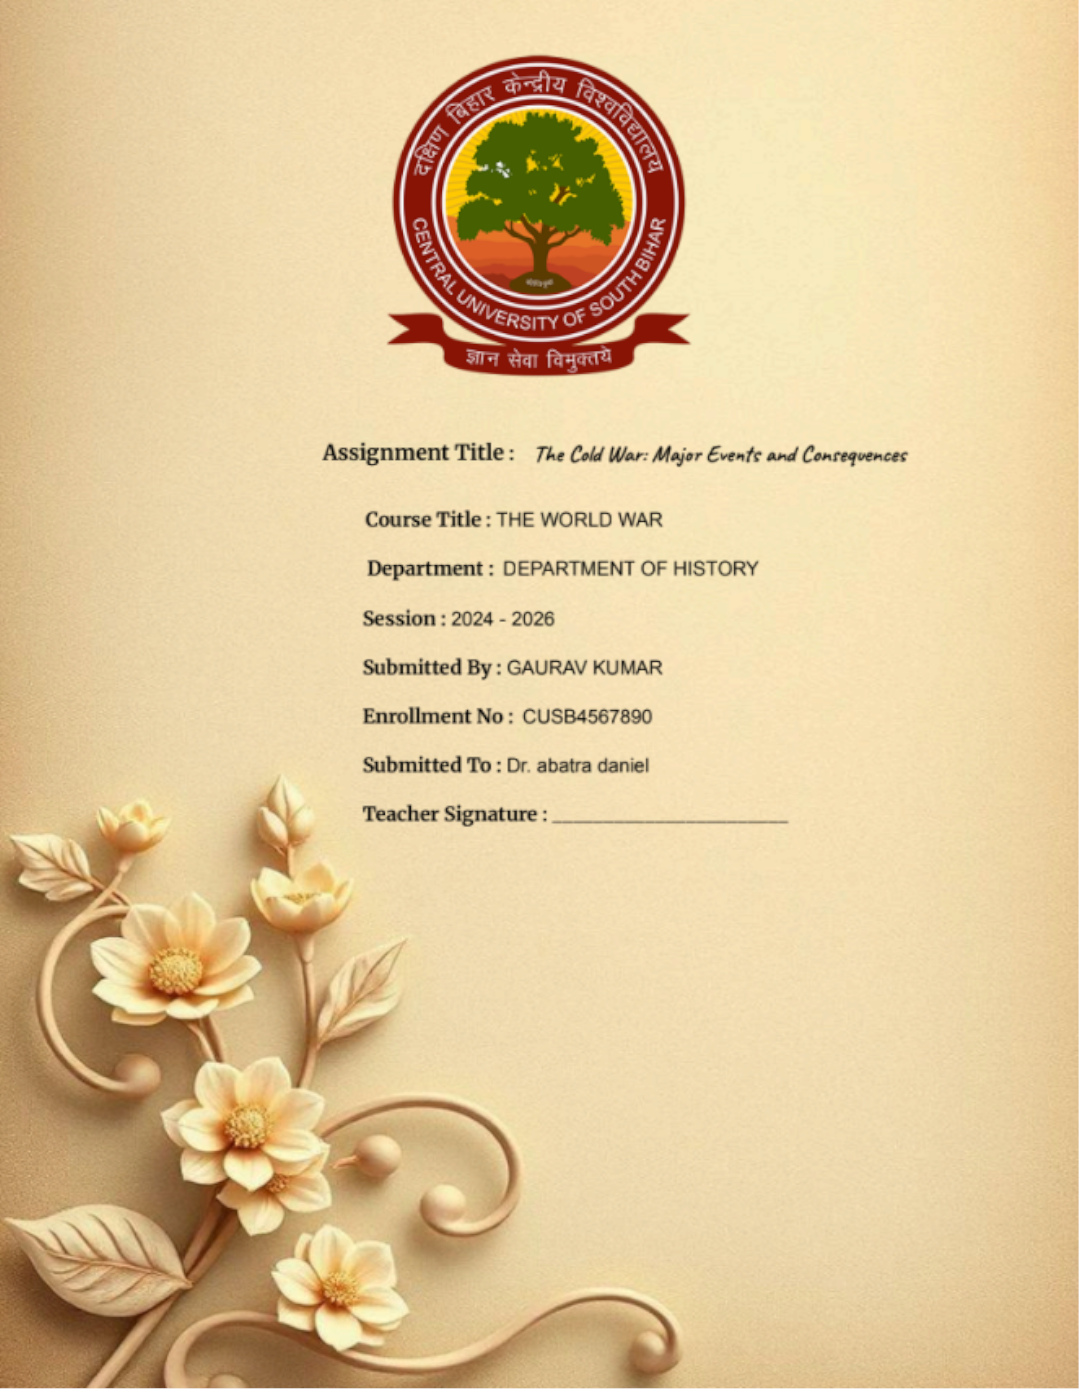 दक्षिण बिहार केन्द्रीय विश्वविद्यालय
CENTRAL UNIVERSITY OF SOUTH BIHAR
ज्ञान सेवा विमुक्तये
Assignment Title : The Cold War: Major Events and Consequences
Course Title : THE WORLD WAR
Department : DEPARTMENT OF HISTORY
Session : 2024 - 2026
Submitted By : GAURAV KUMAR
Enrollment No : CUSB4567890
Submitted To : Dr. abatra daniel
Teacher Signature : ______________________